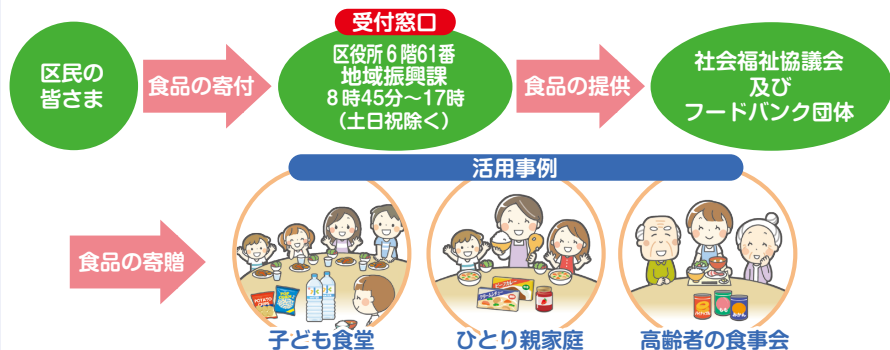 受付窓口
区民の
皆さま
食品の寄付
区役所6階61番
地域振興課
8時45分~17時
(土日祝除く)
食品の提供
社会福祉協議会
及び
フードバンク団体
活用事例
食品の寄贈
POTATO
みかん
子ども食堂
ひとり親家庭
高齢者の食事会